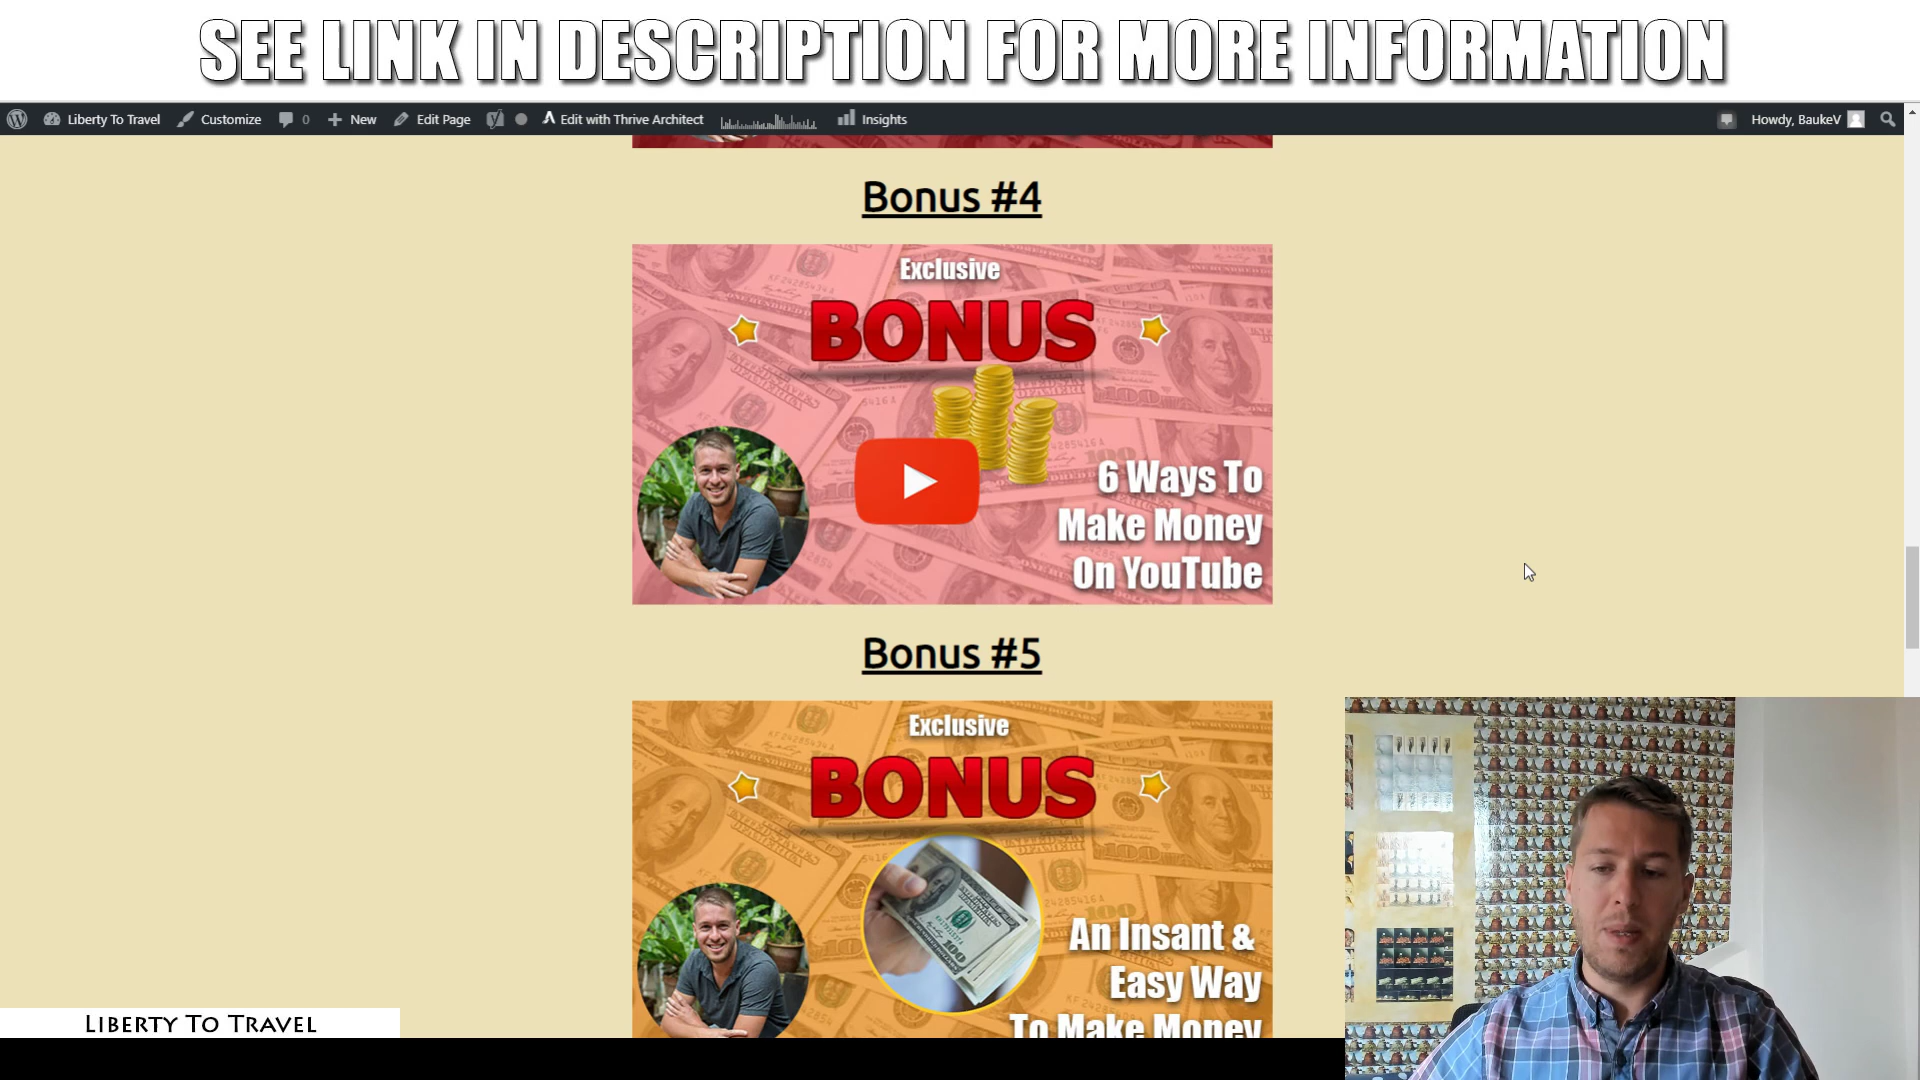 SEE LINK IN DESCRIPTION FOR MORE INFORMATION
Liberty To Travel Customize 0 New Edit Page Edit with Thrive Architect Insights Howdy, BaukeV
Bonus #4
Exclusive
BONUS
6 Ways To
Make Money
On YouTube
Bonus #5
Exclusive
BONUS
An Insant &
Easy Way
To Make Money
LIBERTY TO TRAVEL